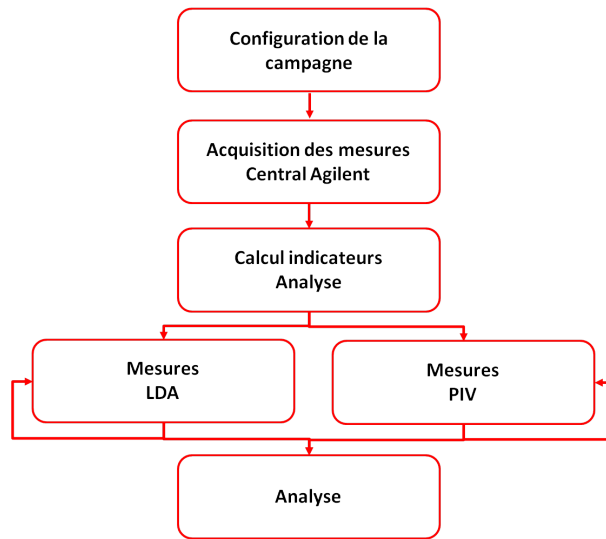 Configuration de la
campagne
Acquisition des mesures
Central Agilent
Calcul indicateurs
Analyse
Mesures
LDA
Mesures
PIV
Analyse